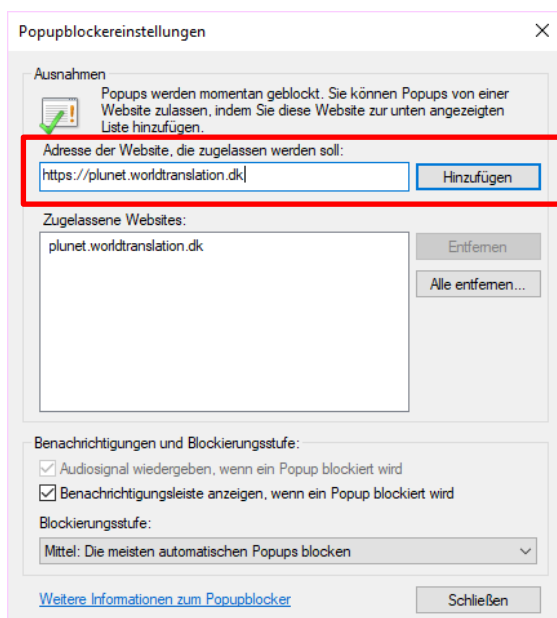 Popupblockereinstellungen
Ausnahmen
Popups werden momentan geblockt. Sie können Popups von einer
Website zulassen, indem Sie diese Website zur unten angezeigten
Liste hinzufügen.
Adresse der Website, die zugelassen werden soll:
https://plunet.worldtranslation.dk
Hinzufügen
Zugelassene Websites:
plunet.worldtranslation.dk
Entfernen
Alle entfernen...
Benachrichtigungen und Blockierungsstufe:
Audiosignal wiedergeben, wenn ein Popup blockiert wird
Benachrichtigungsleiste anzeigen, wenn ein Popup blockiert wird
Blockierungsstufe:
Mittel: Die meisten automatischen Popups blocken
Weitere Informationen zum Popupblocker
Schließen